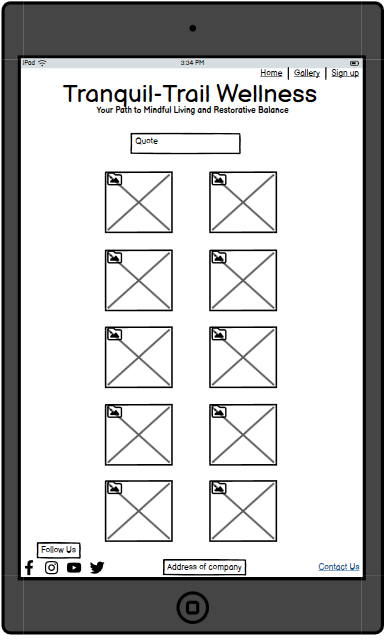 iPad 3:34 PM
Home | Gallery | Sign up
Tranquil-Trail Wellness
Your Path to Mindful Living and Restorative Balance
Quote
Follow Us
Address of company
Contact Us